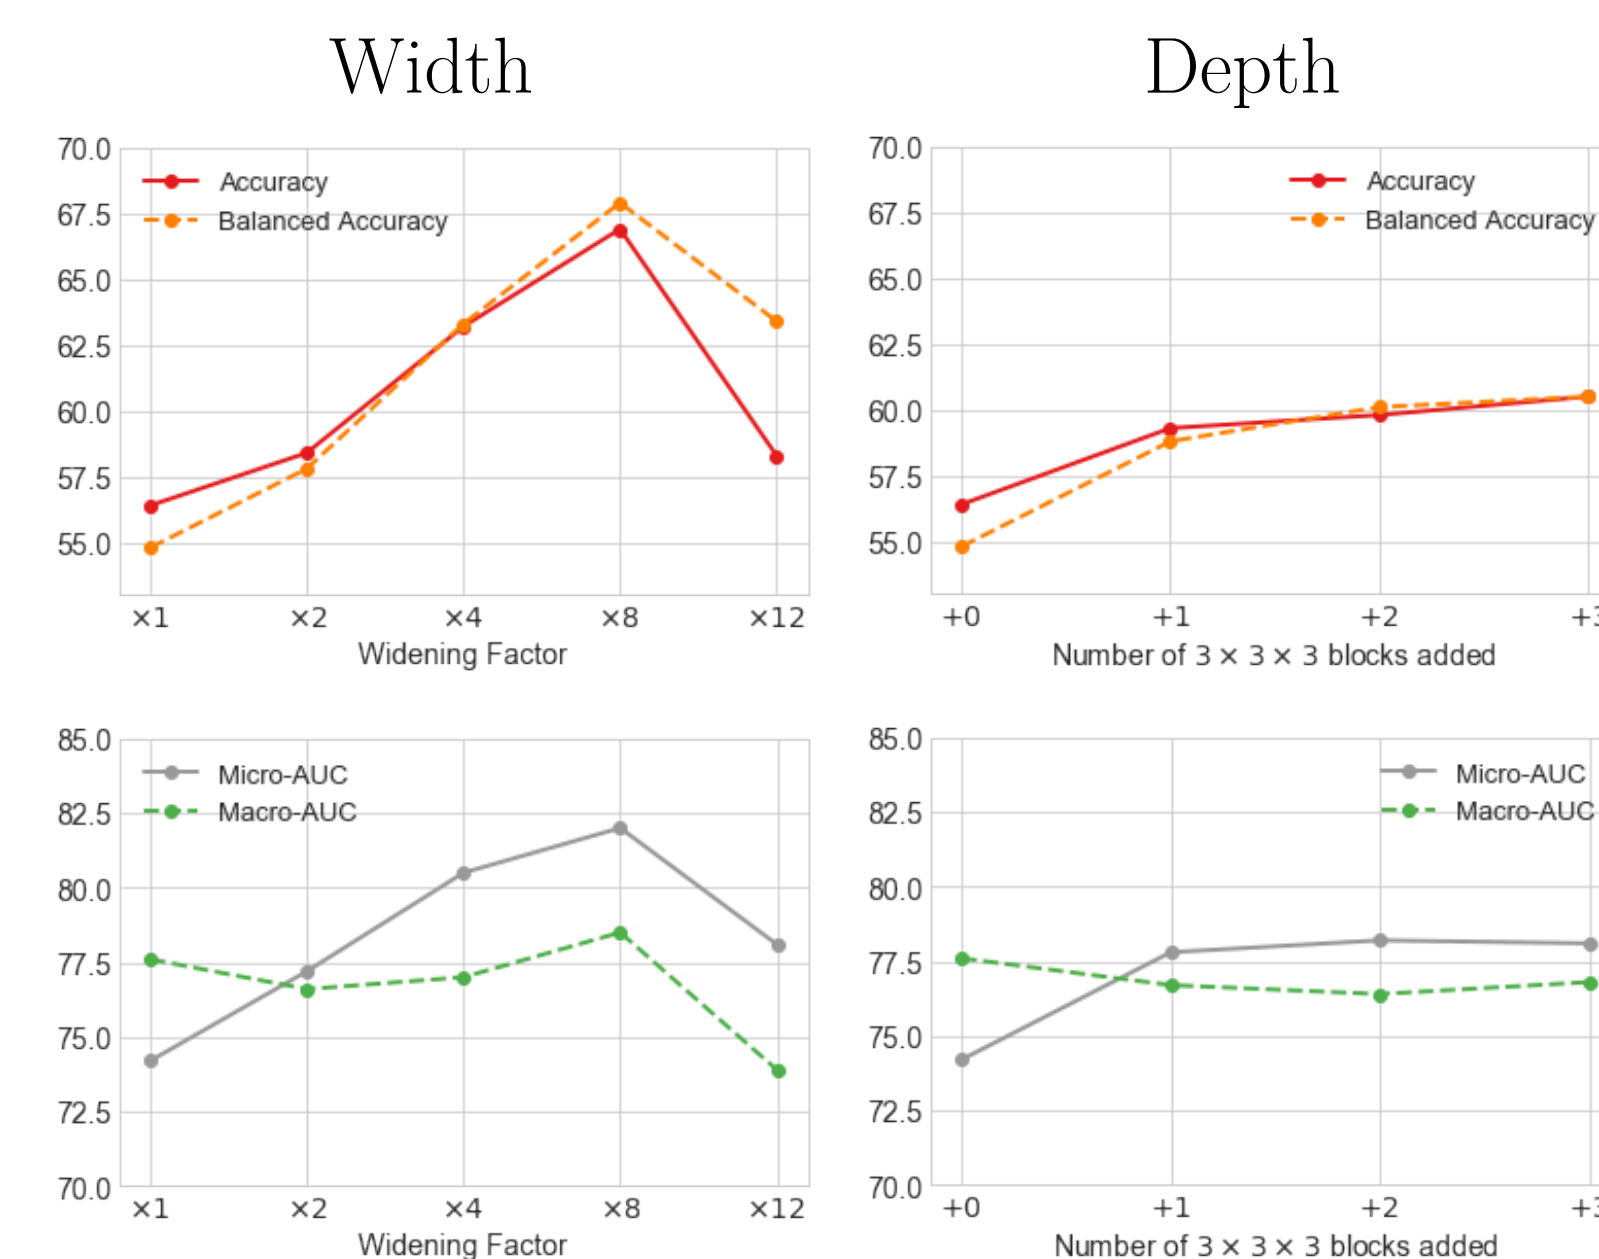 Width
Depth
70.0
67.5
65.0
62.5
60.0
57.5
55.0
Accuracy
Balanced Accuracy
×1 ×2 ×4 ×8 ×12
Widening Factor
70.0
67.5
65.0
62.5
60.0
57.5
55.0
Accuracy
Balanced Accuracy
+0 +1 +2 +3
Number of 3 × 3 × 3 blocks added
85.0
82.5
80.0
77.5
75.0
72.5
70.0
Micro-AUC
Macro-AUC
×1 ×2 ×4 ×8 ×12
Widening Factor
85.0
82.5
80.0
77.5
75.0
72.5
70.0
Micro-AUC
Macro-AUC
+0 +1 +2 +3
Number of 3 × 3 × 3 blocks added